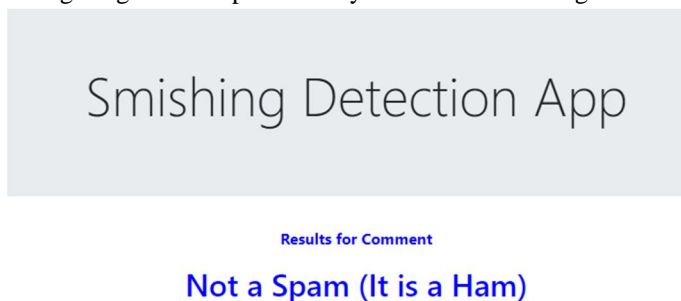 Smishing Detection App
Results for Comment
Not a Spam (It is a Ham)